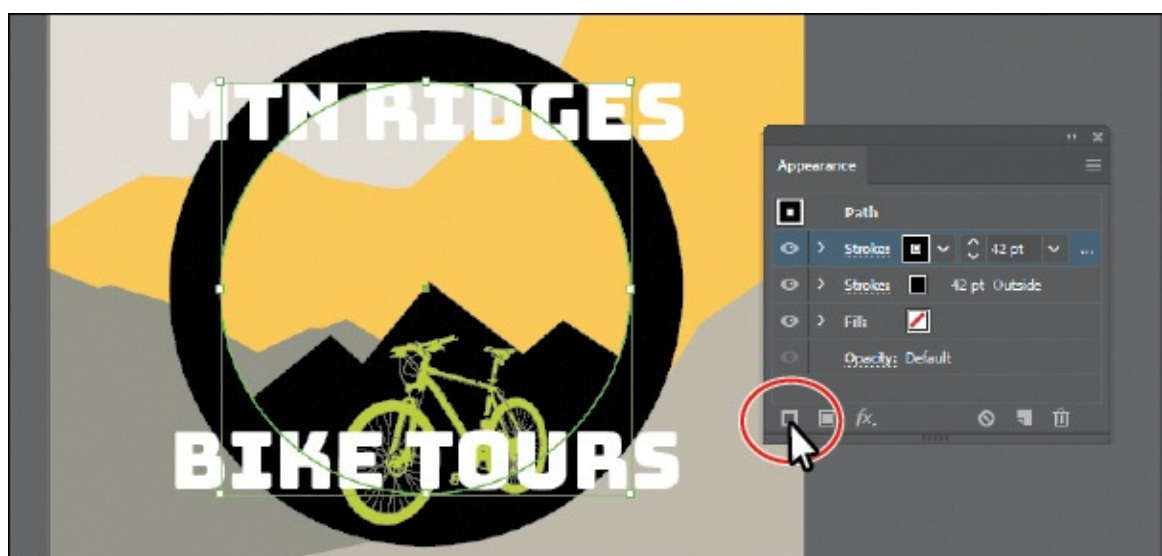 MTN RIDGES
BIKE TOURS
Appearance
Path
Stroke: 42 pt ...
Stroke: 42 pt Outside
Fill:
Opacity: Default
fx.